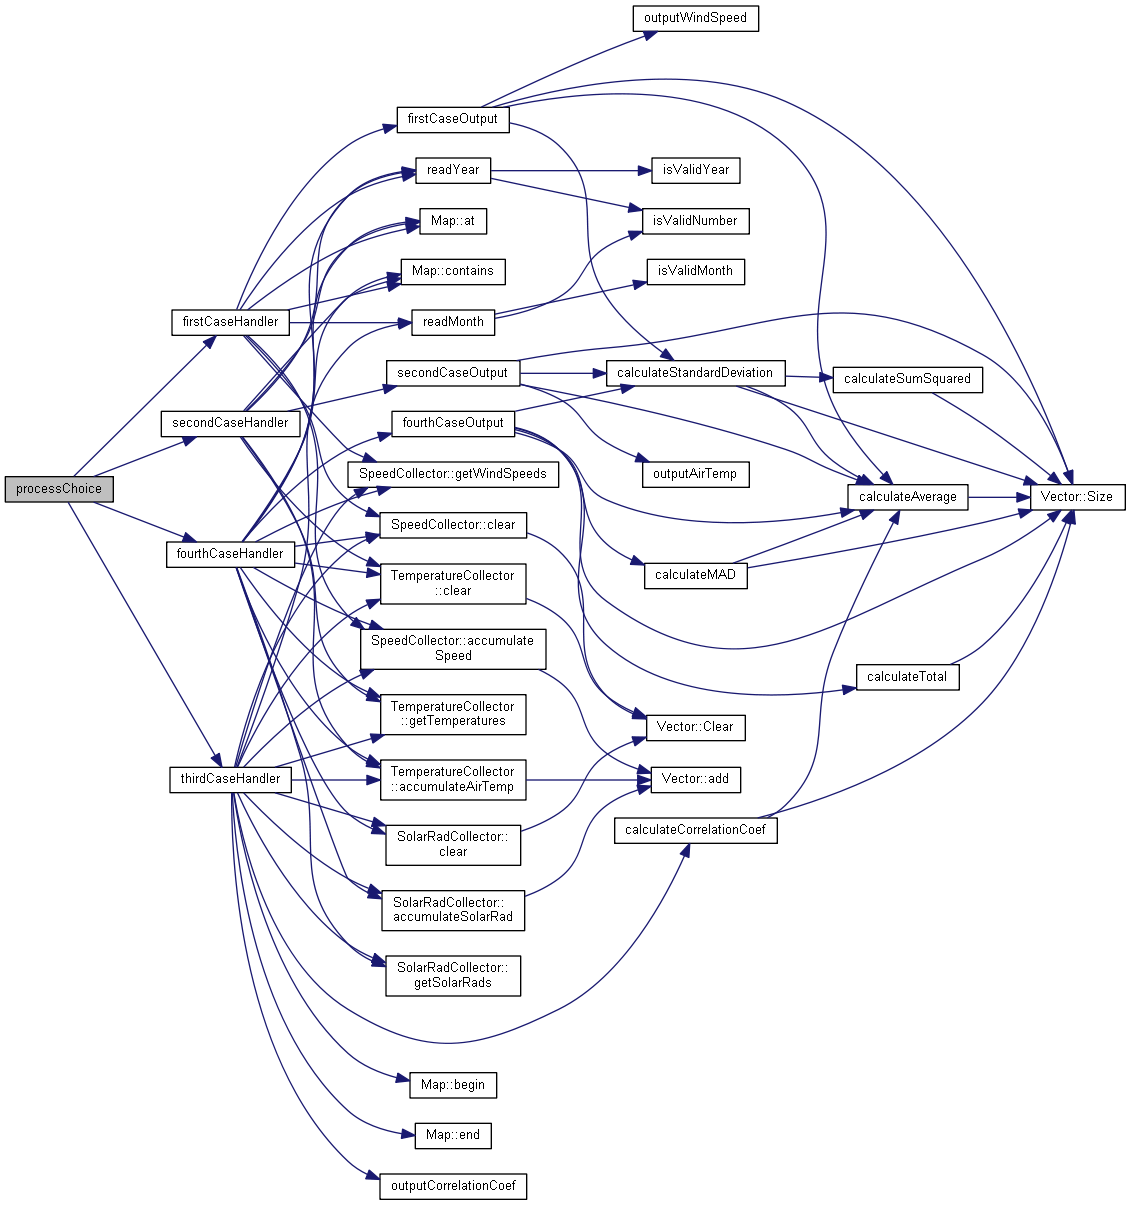 outputWindSpeed
firstCaseOutput
readYear
isValidYear
Map::at
isValidNumber
Map::contains
isValidMonth
firstCaseHandler
readMonth
secondCaseOutput
calculateStandardDeviation
calculateSumSquared
secondCaseHandler
fourthCaseOutput
SpeedCollector::getWindSpeeds
outputAirTemp
processChoice
calculateAverage
Vector::Size
SpeedCollector::clear
fourthCaseHandler
TemperatureCollector
::clear
calculateMAD
SpeedCollector::accumulate
Speed
calculateTotal
TemperatureCollector
::getTemperatures
Vector::Clear
thirdCaseHandler
TemperatureCollector
::accumulateAirTemp
Vector::add
SolarRadCollector::
clear
calculateCorrelationCoef
SolarRadCollector::
accumulateSolarRad
SolarRadCollector::
getSolarRads
Map::begin
Map::end
outputCorrelationCoef